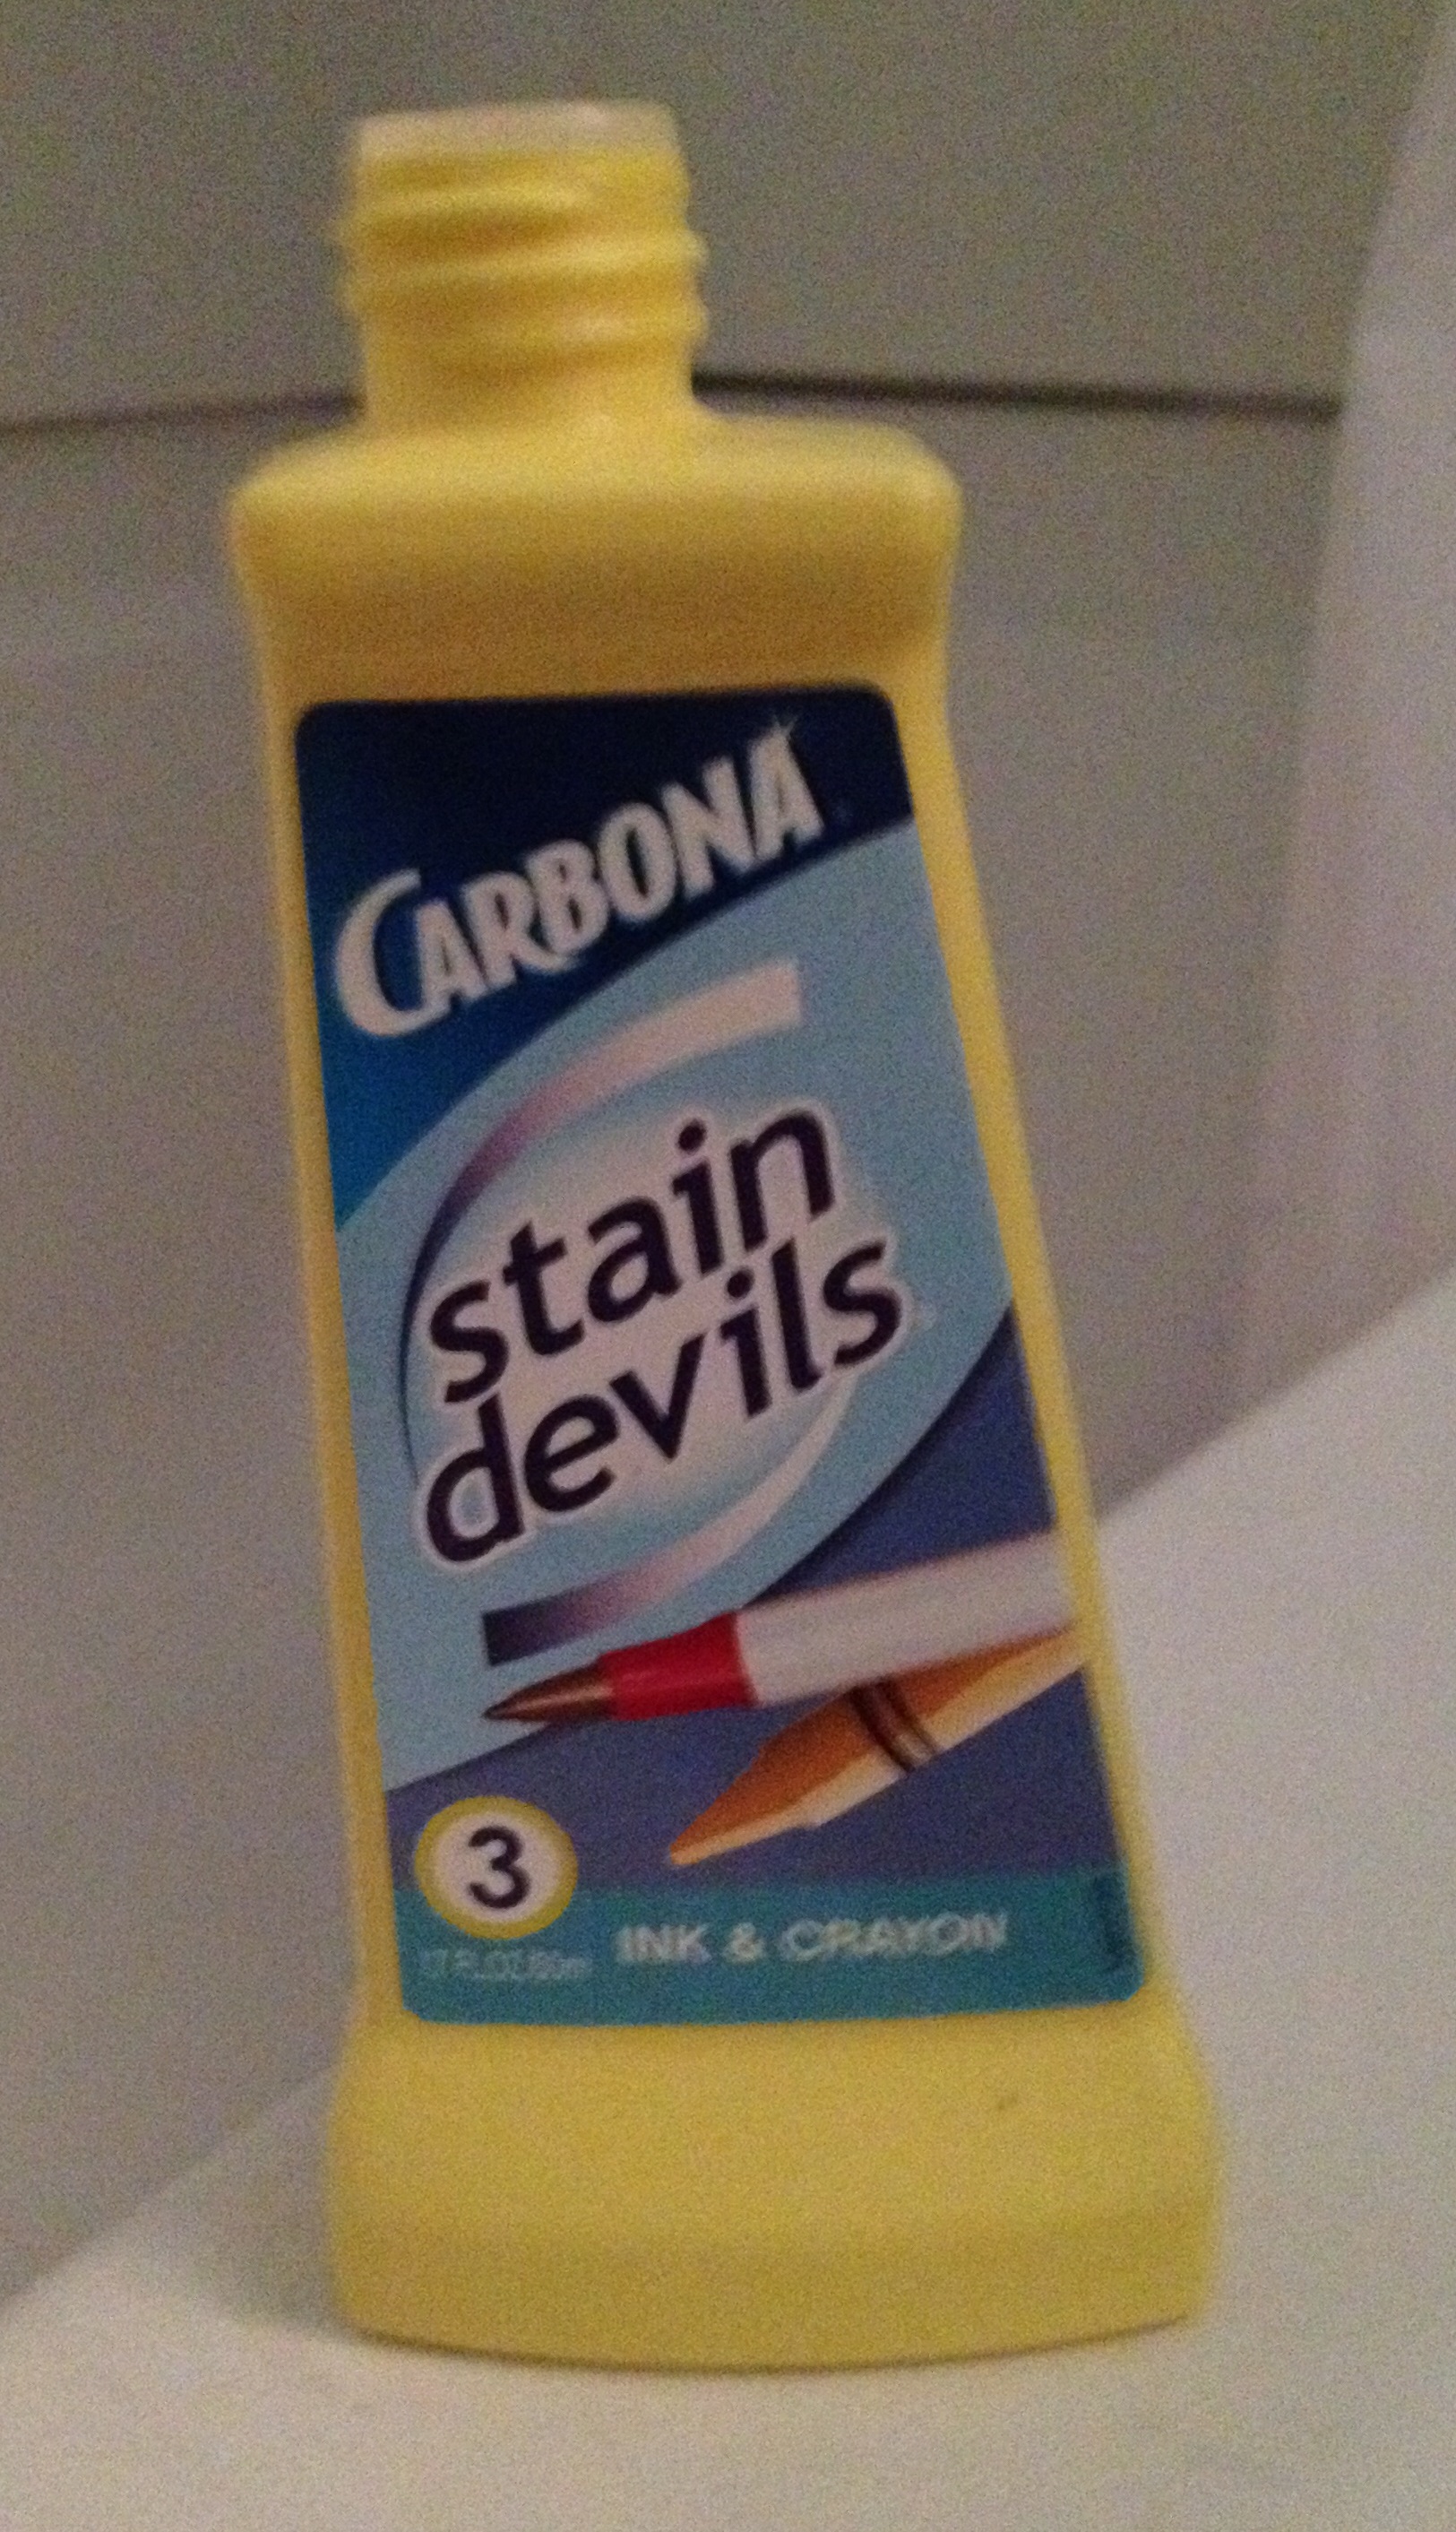 CARBONA
stain
devils
3
INK & CRAYON